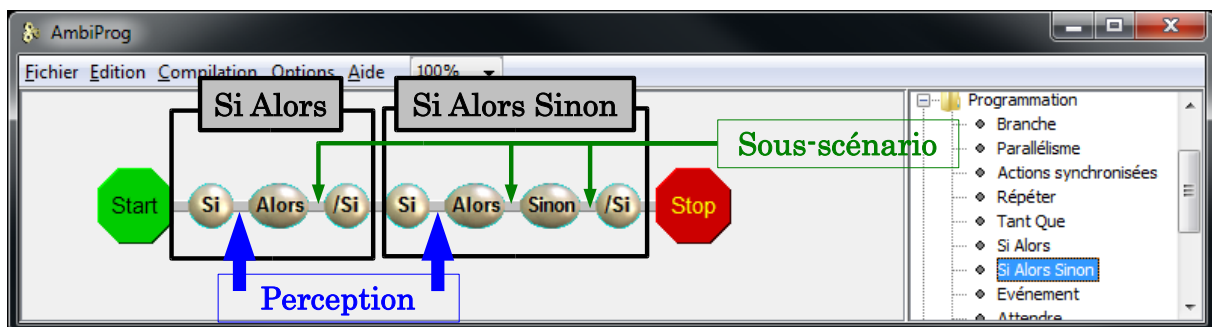 AmbiProg
Fichier Edition Compilation Options Aide 100%
Si Alors
Si Alors Sinon
Sous-scénario
Start Si Alors /Si Si Alors Sinon /Si Stop
Perception
Programmation
Branche
Parallélisme
Actions synchronisées
Répéter
Tant Que
Si Alors
Si Alors Sinon
Evénement
Attendre